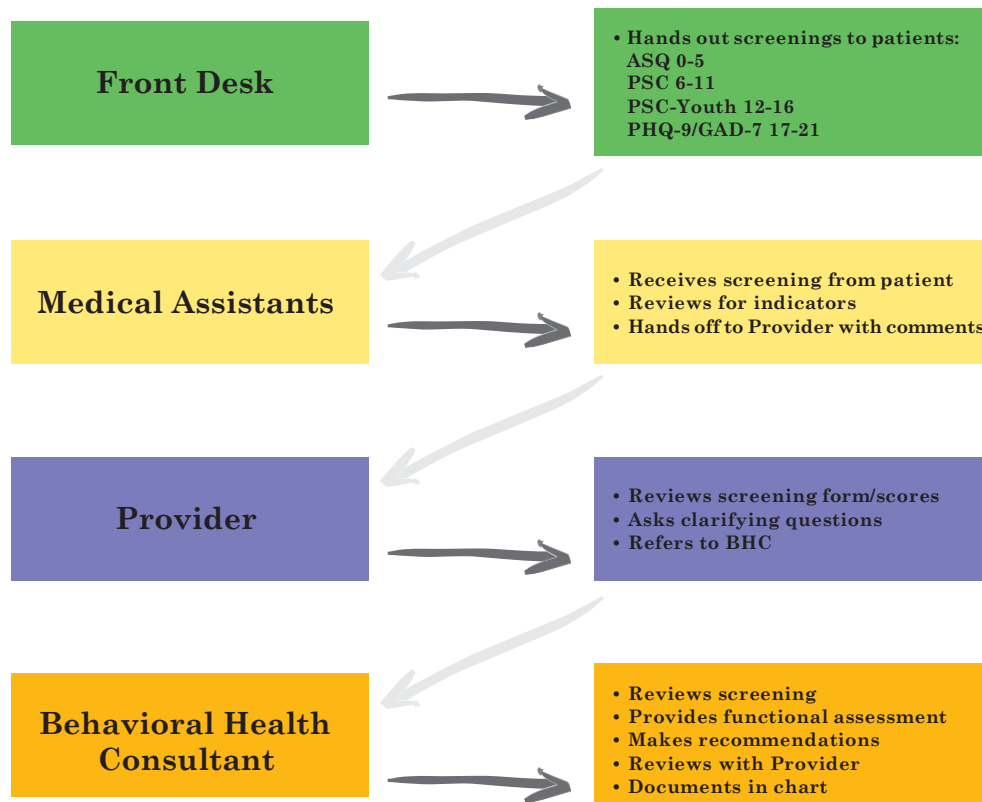 Front Desk
• Hands out screenings to patients:
ASQ 0-5
PSC 6-11
PSC-Youth 12-16
PHQ-9/GAD-7 17-21
Medical Assistants
• Receives screening from patient
• Reviews for indicators
• Hands off to Provider with comments
Provider
• Reviews screening form/scores
• Asks clarifying questions
• Refers to BHC
Behavioral Health
Consultant
• Reviews screening
• Provides functional assessment
• Makes recommendations
• Reviews with Provider
• Documents in chart